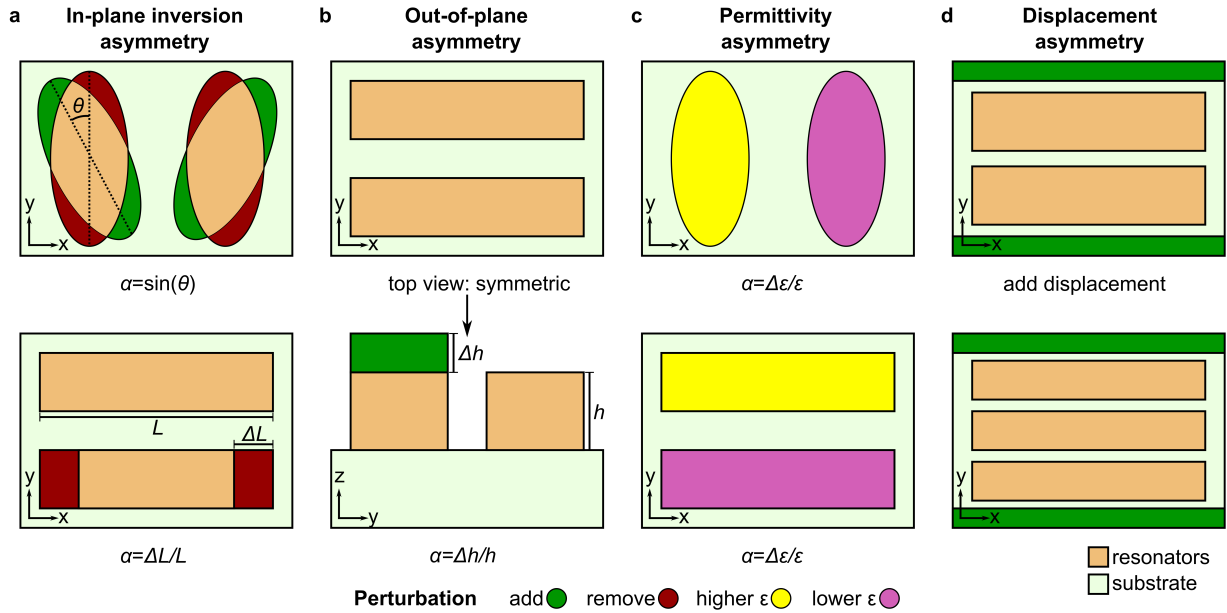 a In-plane inversion
asymmetry
θ
y
x
α=sin(θ)
L
ΔL
y
x
α=ΔL/L
b Out-of-plane
asymmetry
y
x
top view: symmetric
Δh
h
z
y
α=Δh/h
c Permittivity
asymmetry
y
x
α=Δε/ε
y
x
α=Δε/ε
d Displacement
asymmetry
y
x
add displacement
y
x
resonators
substrate
Perturbation add remove higher ε lower ε